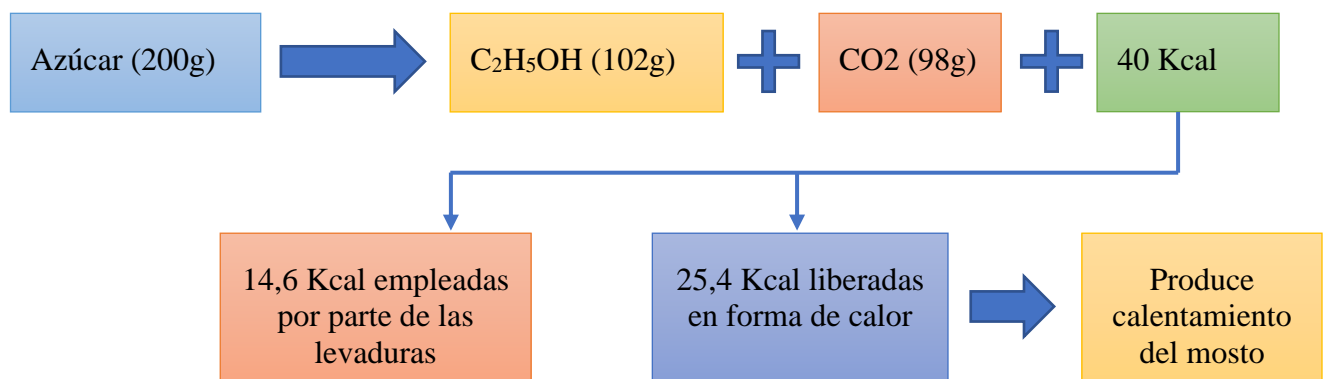 Azúcar (200g)
C₂H₅OH (102g)
CO2 (98g)
40 Kcal
14,6 Kcal empleadas
por parte de las
levaduras
25,4 Kcal liberadas
en forma de calor
Produce
calentamiento
del mosto